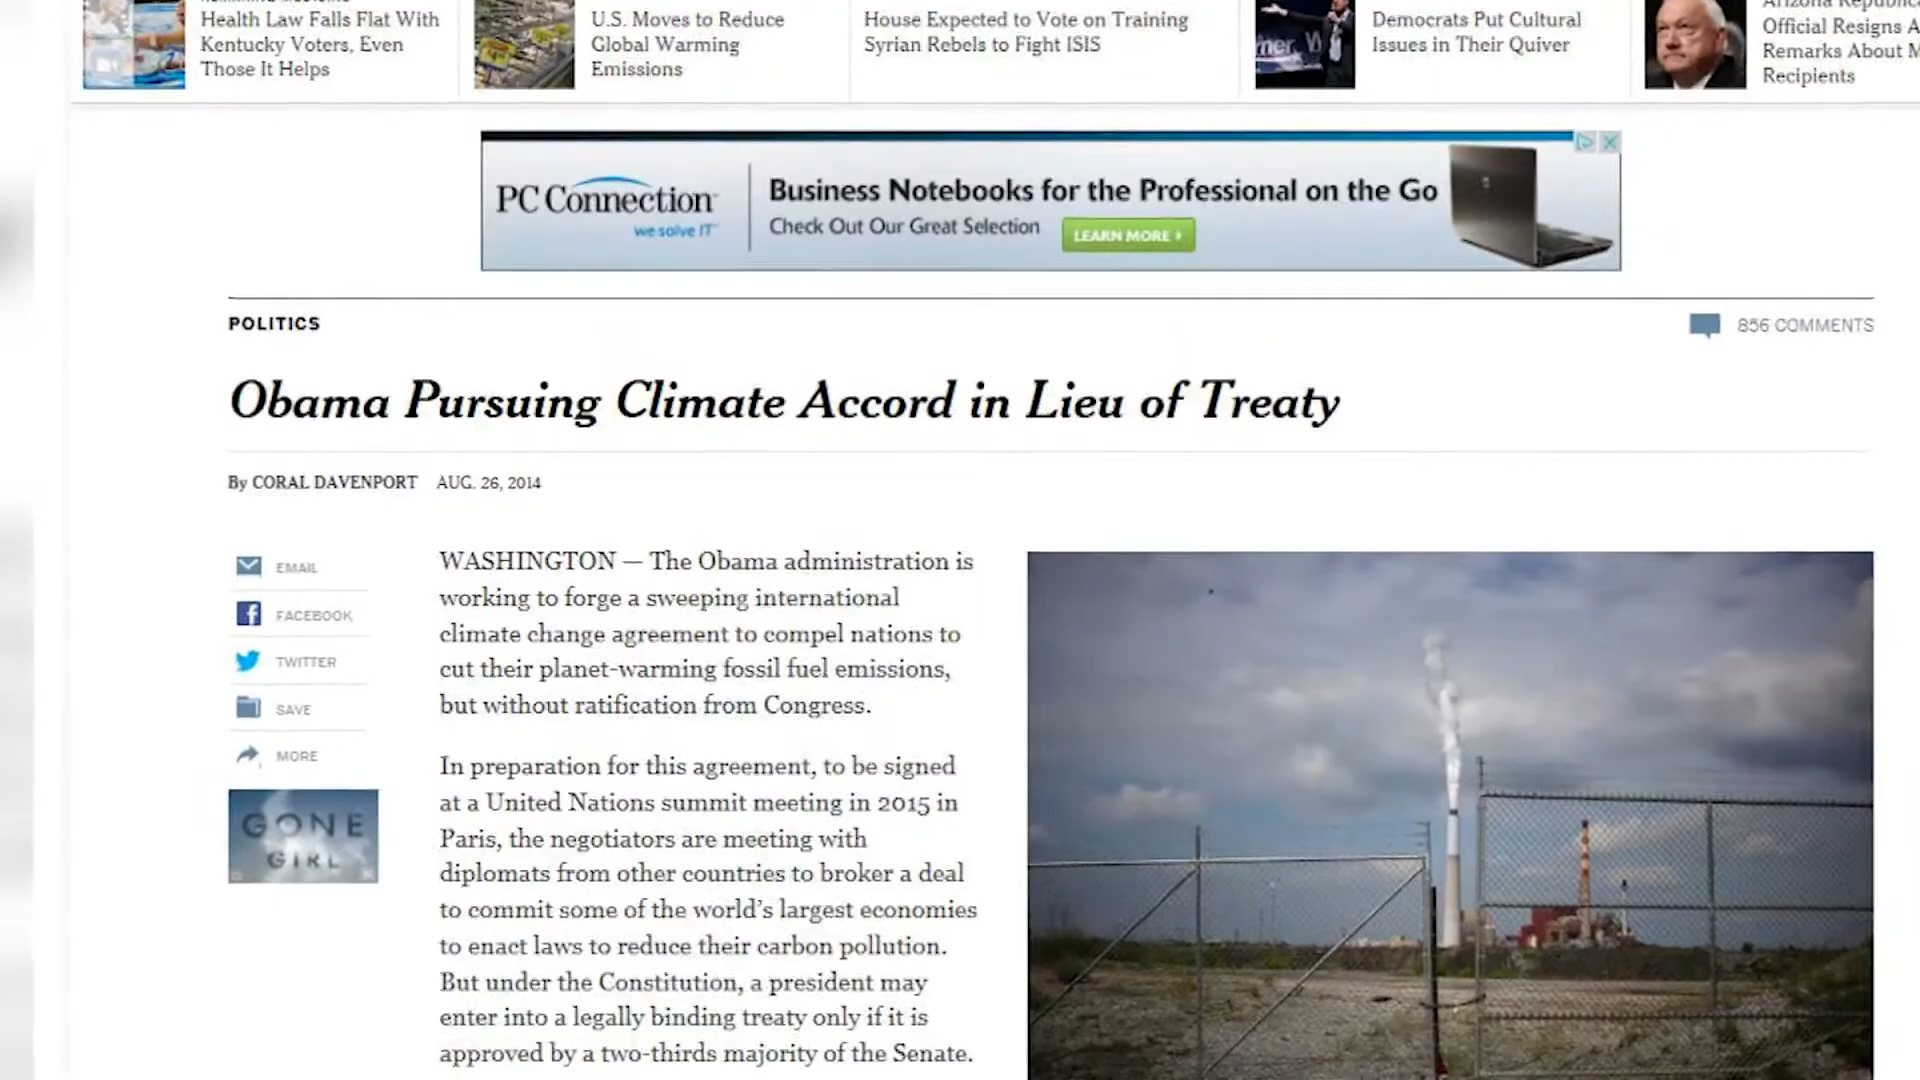 Health Law Falls Flat With
Kentucky Voters, Even
Those It Helps
U.S. Moves to Reduce
Global Warming
Emissions
House Expected to Vote on Training
Syrian Rebels to Fight ISIS
Democrats Put Cultural
Issues in Their Quiver
Arizona
Official Resigns
Remarks About
Recipients
PC Connection
we solve IT
Business Notebooks for the Professional on the Go
Check Out Our Great Selection
LEARN MORE
POLITICS
856 COMMENTS
Obama Pursuing Climate Accord in Lieu of Treaty
By CORAL DAVENPORT AUG. 26, 2014
EMAIL
FACEBOOK
TWITTER
SAVE
MORE
GONE
GIRL
WASHINGTON — The Obama administration is
working to forge a sweeping international
climate change agreement to compel nations to
cut their planet-warming fossil fuel emissions,
but without ratification from Congress.
In preparation for this agreement, to be signed
at a United Nations summit meeting in 2015 in
Paris, the negotiators are meeting with
diplomats from other countries to broker a deal
to commit some of the world’s largest economies
to enact laws to reduce their carbon pollution.
But under the Constitution, a president may
enter into a legally binding treaty only if it is
approved by a two-thirds majority of the Senate.